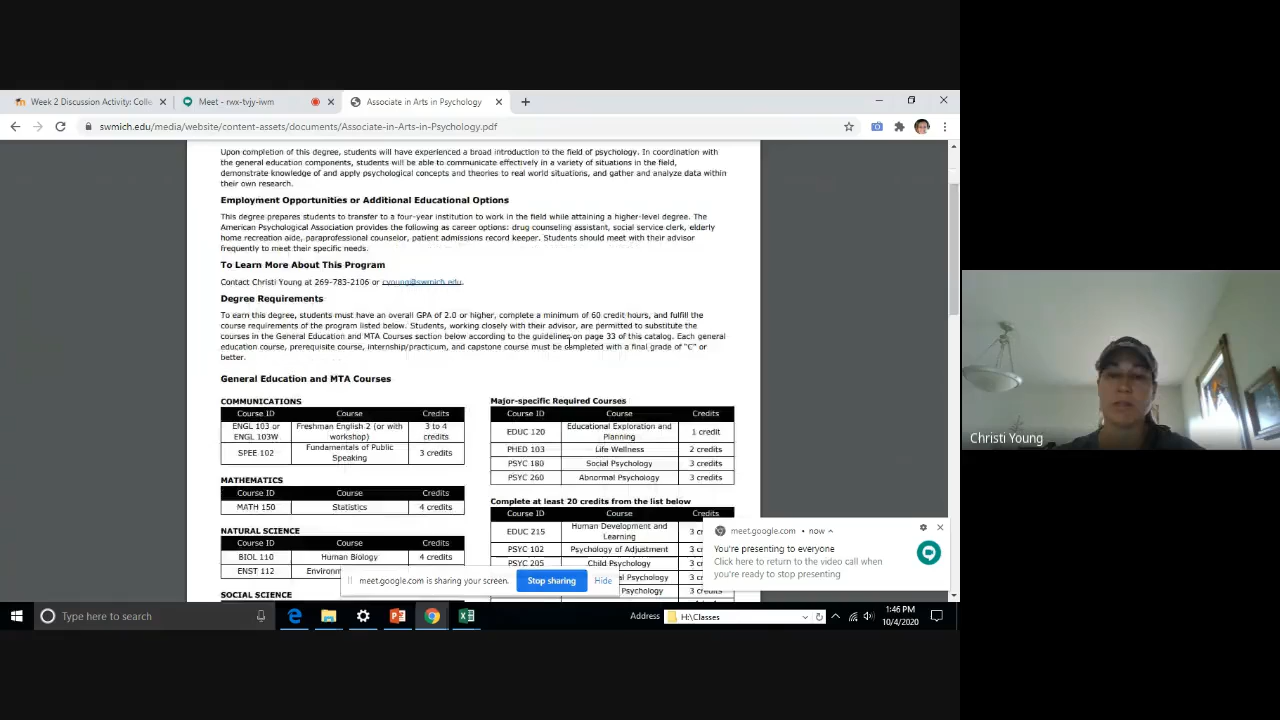 Week 2 Discussion Activity: Colle
Meet - rwx-tvjy-iwm
Associate in Arts in Psychology
swmich.edu/media/website/content-assets/documents/Associate-in-Arts-in-Psychology.pdf
Upon completion of this degree, students will have experienced a broad introduction to the field of psychology. In coordination with
the general education components, students will be able to communicate effectively in a variety of situations in the field,
demonstrate knowledge of and apply psychological concepts and theories to real world situations, and gather and analyze data within
their own research.
Employment Opportunities or Additional Educational Options
This degree prepares students to transfer to a four-year institution to work in the field while attaining a higher-level degree. The
American Psychological Association provides the following as career options: drug counseling assistant, social service clerk, elderly
home recreation aide, paraprofessional counselor, patient admissions record keeper. Students should meet with their advisor
frequently to meet their specific needs.
To Learn More About This Program
Contact Christi Young at 269-783-2106 or cyoung@swmich.edu.
Degree Requirements
To earn this degree, students must have an overall GPA of 2.0 or higher, complete a minimum of 60 credit hours, and fulfill the
course requirements of the program listed below. Students, working closely with their advisor, are permitted to substitute the
courses in the General Education and MTA Courses section below according to the guidelines on page 33 of this catalog. Each general
education course, prerequisite course, internship/practicum, and capstone course must be completed with a final grade of "C" or
better.
General Education and MTA Courses
COMMUNICATIONS
Course ID Course Credits
ENGL 103 or ENGL 103W Freshman English 2 (or with workshop) 3 to 4 credits
SPEE 102 Fundamentals of Public Speaking 3 credits
MATHEMATICS
Course ID Course Credits
MATH 150 Statistics 4 credits
NATURAL SCIENCE
Course ID Course Credits
BIOL 110 Human Biology 4 credits
ENST 112 Environm
SOCIAL SCIENCE
Major-specific Required Courses
Course ID Course Credits
EDUC 120 Educational Exploration and Planning 1 credit
PHED 103 Life Wellness 2 credits
PSYC 180 Social Psychology 3 credits
PSYC 260 Abnormal Psychology 3 credits
Complete at least 20 credits from the list below
Course ID Course Credits
EDUC 215 Human Development and Learning 3 c
PSYC 102 Psychology of Adjustment 3 c
PSYC 205 Child Psychology 3 c
al Psychology 3 c
Psychology 3 c
meet.google.com • now
You're presenting to everyone
Click here to return to the video call when
you're ready to stop presenting
meet.google.com is sharing your screen. Stop sharing Hide
Type here to search
Address H:\Classes
1:46 PM
10/4/2020
Christi Young